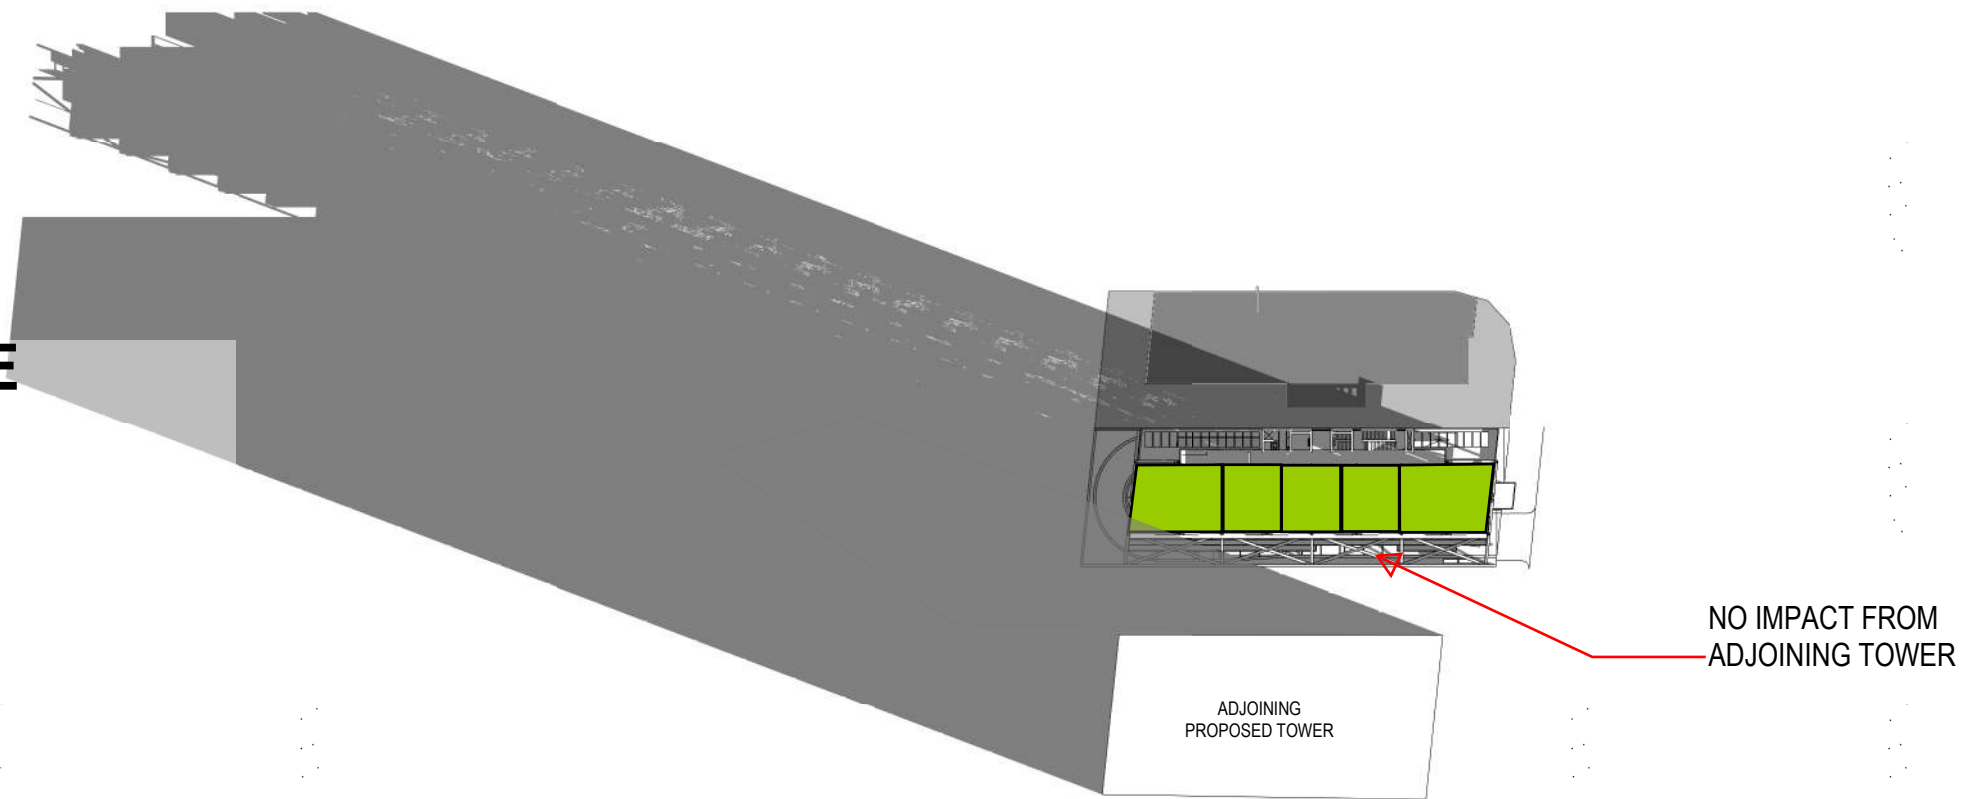 E
NO IMPACT FROM
ADJOINING TOWER
ADJOINING
PROPOSED TOWER